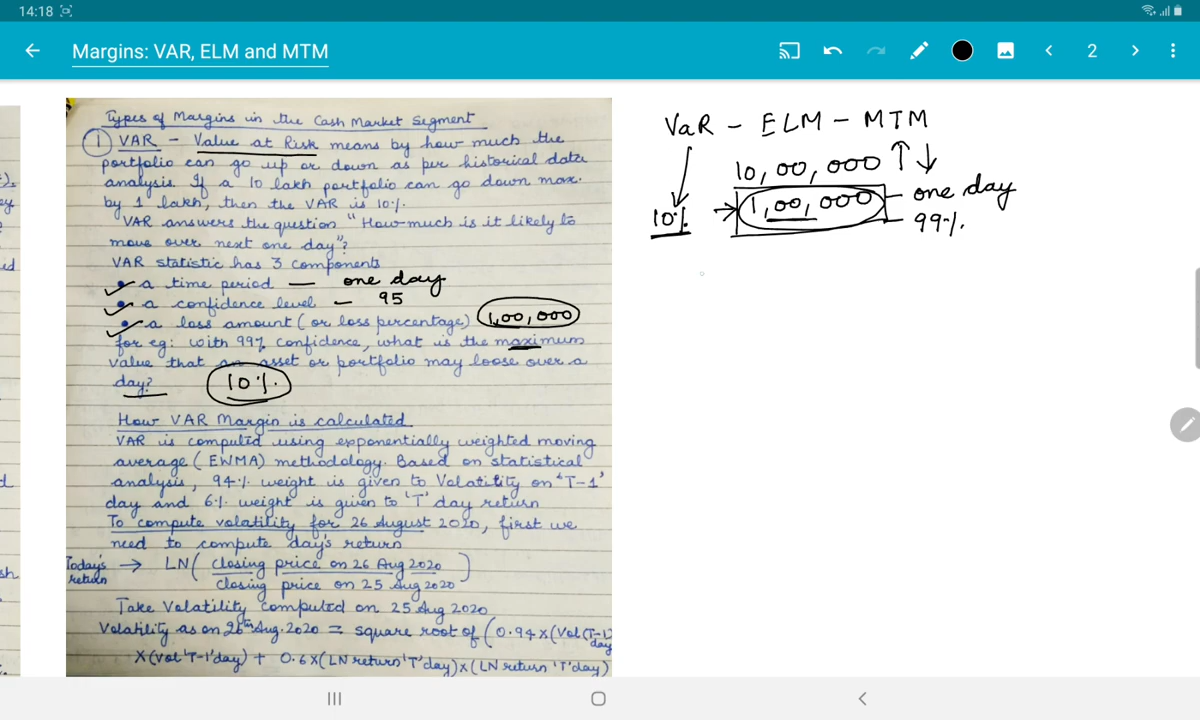 14:18
Margins: VAR, ELM and MTM
2
Types of Margins in the Cash Market Segment
1 VAR - Value at Risk means by how much the
portfolio can go up or down as per historical data
analysis. If a 10 lakh portfolio can go down max.
by 1 lakh, then the VAR is 10%.
VAR answers the question "How much is it likely to
move over next one day"?
VAR statistic has 3 components
a time period — one day
a confidence level — 95
a loss amount (or loss percentage) 1,00,000
for eg: with 99% confidence, what is the maximum
value that an asset or portfolio may loose over a
day? 10%.
How VAR Margin is calculated
VAR is computed using exponentially weighted moving
average (EWMA) methodology. Based on statistical
analysis, 94% weight is given to Volatility on 'T-1'
day and 6% weight is given to 'T' day return
To compute volatility for 26 August 2020, first we
need to compute day's return
Today's return → LN( closing price on 26 Aug 2020
closing price on 25 Aug 2020 )
Take Volatility computed on 25 Aug 2020
Volatility as on 26th Aug. 2020 = square root of (0.94 x (Vol (T-1)
day
X (vol 'T-1' day) + 0.6 x (LN return 'T' day) x (LN return 'T' day)
VaR - ELM - MTM
10,00,000 ↑ ↓
10% → 1,00,000 - one day
- 99%.